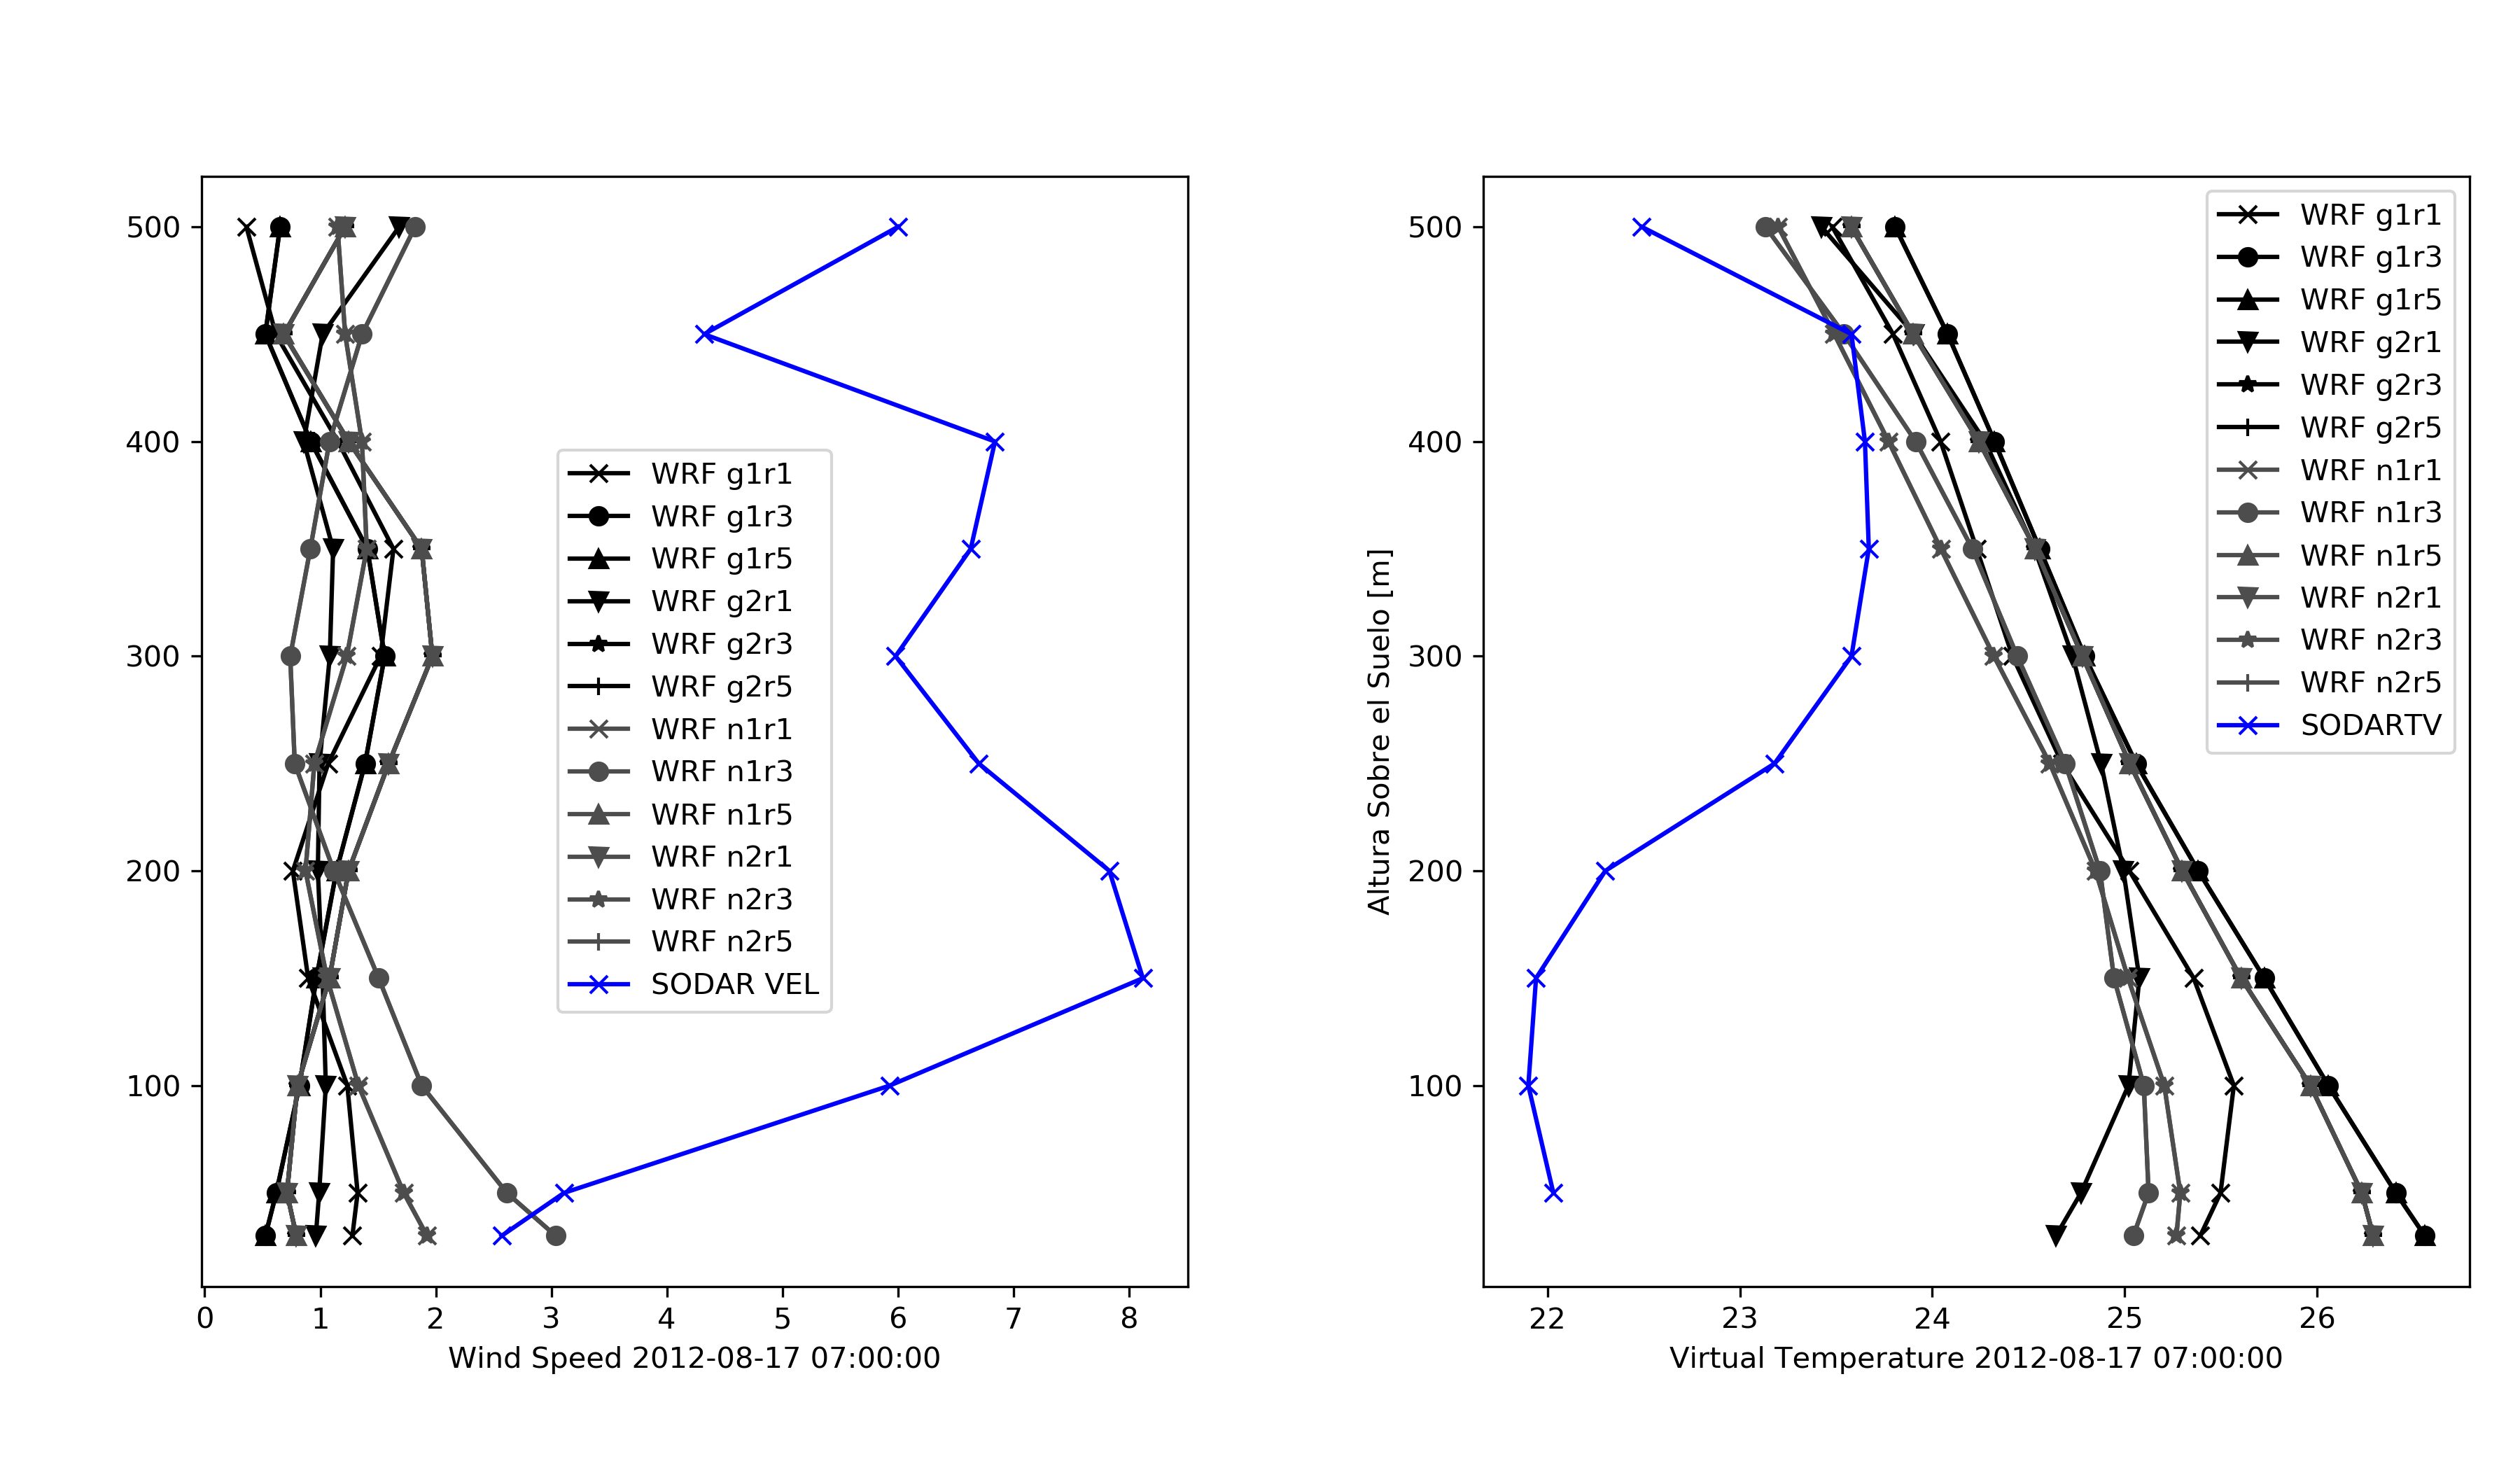 500
400
300
200
100
0 1 2 3 4 5 6 7 8
Wind Speed 2012-08-17 07:00:00
WRF g1r1
WRF g1r3
WRF g1r5
WRF g2r1
WRF g2r3
WRF g2r5
WRF n1r1
WRF n1r3
WRF n1r5
WRF n2r1
WRF n2r3
WRF n2r5
SODAR VEL
Altura Sobre el Suelo [m]
500
400
300
200
100
22 23 24 25 26
Virtual Temperature 2012-08-17 07:00:00
WRF g1r1
WRF g1r3
WRF g1r5
WRF g2r1
WRF g2r3
WRF g2r5
WRF n1r1
WRF n1r3
WRF n1r5
WRF n2r1
WRF n2r3
WRF n2r5
SODARTV